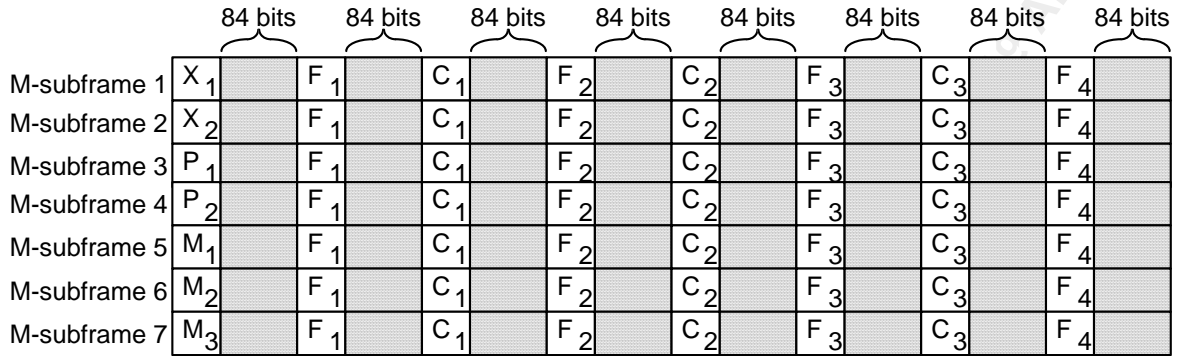 84 bits 84 bits 84 bits 84 bits 84 bits 84 bits 84 bits 84 bits
M-subframe 1 X1 F1 C1 F2 C2 F3 C3 F4
M-subframe 2 X2 F1 C1 F2 C2 F3 C3 F4
M-subframe 3 P1 F1 C1 F2 C2 F3 C3 F4
M-subframe 4 P2 F1 C1 F2 C2 F3 C3 F4
M-subframe 5 M1 F1 C1 F2 C2 F3 C3 F4
M-subframe 6 M2 F1 C1 F2 C2 F3 C3 F4
M-subframe 7 M3 F1 C1 F2 C2 F3 C3 F4